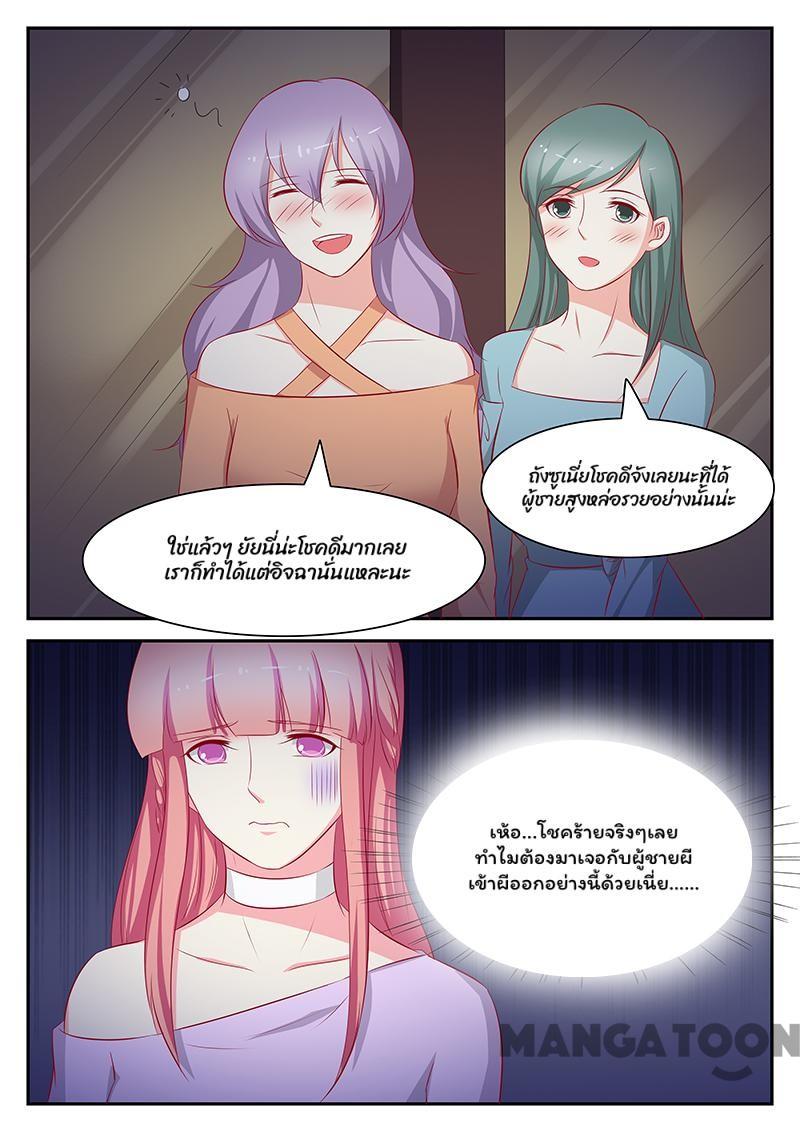 ถังซูเนี่ยโชคดีจังเลยนะที่ได้
ผู้ชายสูงหล่อรวยอย่างนั้นน่ะ
ใช่แล้วๆ ยัยนี่น่ะโชคดีมากเลย
เราก็ทำได้แต่อิจฉานั่นแหละนะ
เห้อ...โชคร้ายจริงๆเลย
ทำไมต้องมาเจอกับผู้ชายผี
เข้าผีออกอย่างนี้ด้วยเนี่ย......
MANGATOON